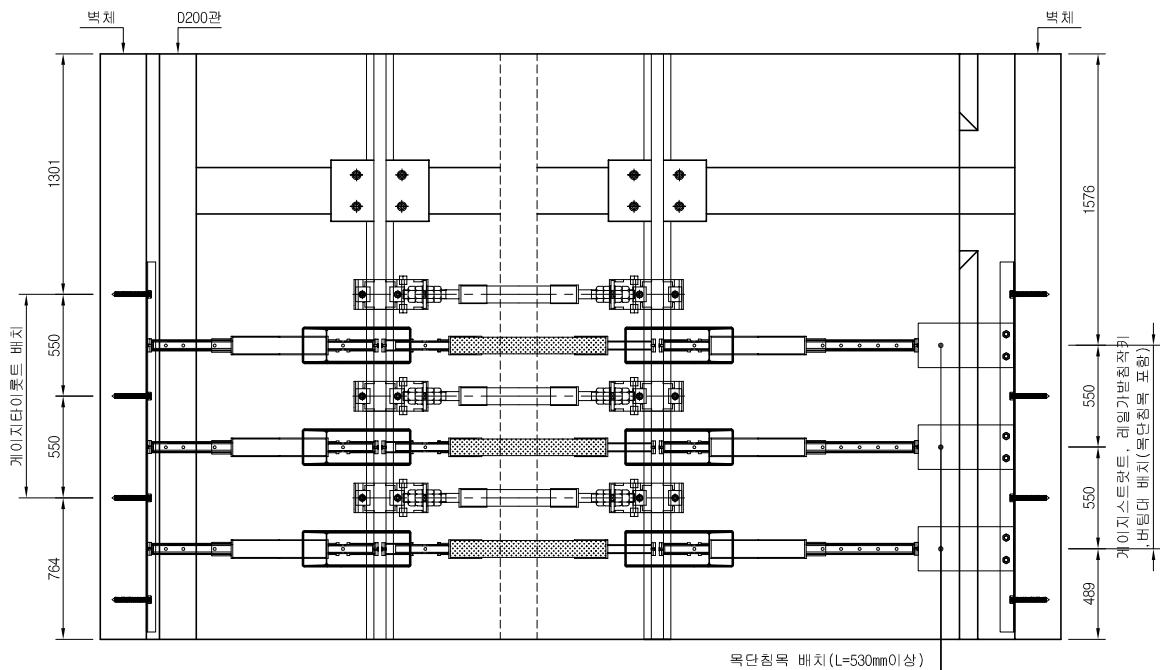 벽체
D200관
벽체
1301
550
550
764
게이지타이롯트 배치
1576
550
550
489
게이지스트랏트, 레일가받침작키
,버팀대 배치(목단침목 포함)
목단침목 배치(L=530mm이상)